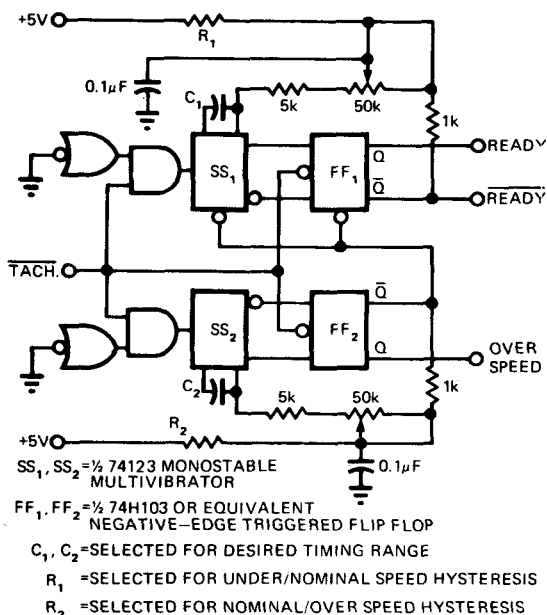 +5V
R1
0.1μF
C1
5k
50k
1k
SS1
FF1
Q
READY
Q̅
R̅E̅A̅D̅Y̅
T̅A̅C̅H̅.̅
Q̅
SS2
FF2
Q
OVER
SPEED
C2
5k
50k
1k
+5V
R2
0.1μF
SS1, SS2 = ½ 74123 MONOSTABLE
MULTIVIBRATOR
FF1, FF2 = ½ 74H103 OR EQUIVALENT
NEGATIVE–EDGE TRIGGERED FLIP FLOP
C1, C2 = SELECTED FOR DESIRED TIMING RANGE
R1 = SELECTED FOR UNDER/NOMINAL SPEED HYSTERESIS
R2 = SELECTED FOR NOMINAL/OVER SPEED HYSTERESIS